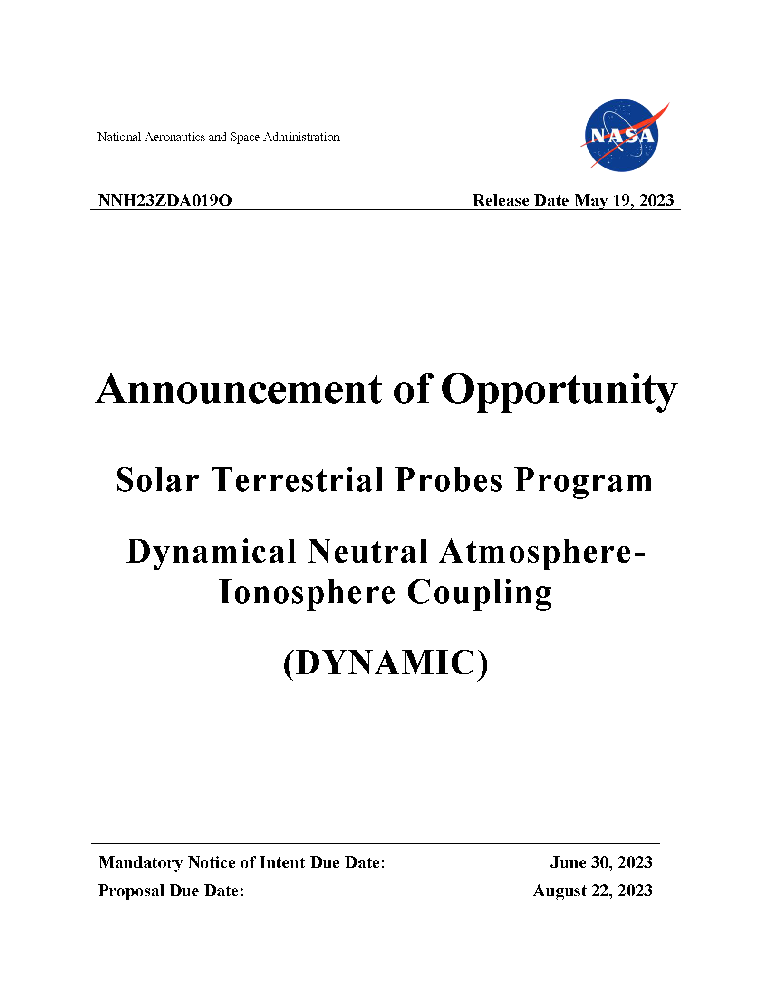 National Aeronautics and Space Administration
NASA
NNH23ZDA019O Release Date May 19, 2023
Announcement of Opportunity
Solar Terrestrial Probes Program
Dynamical Neutral Atmosphere-
Ionosphere Coupling
(DYNAMIC)
Mandatory Notice of Intent Due Date: June 30, 2023
Proposal Due Date: August 22, 2023